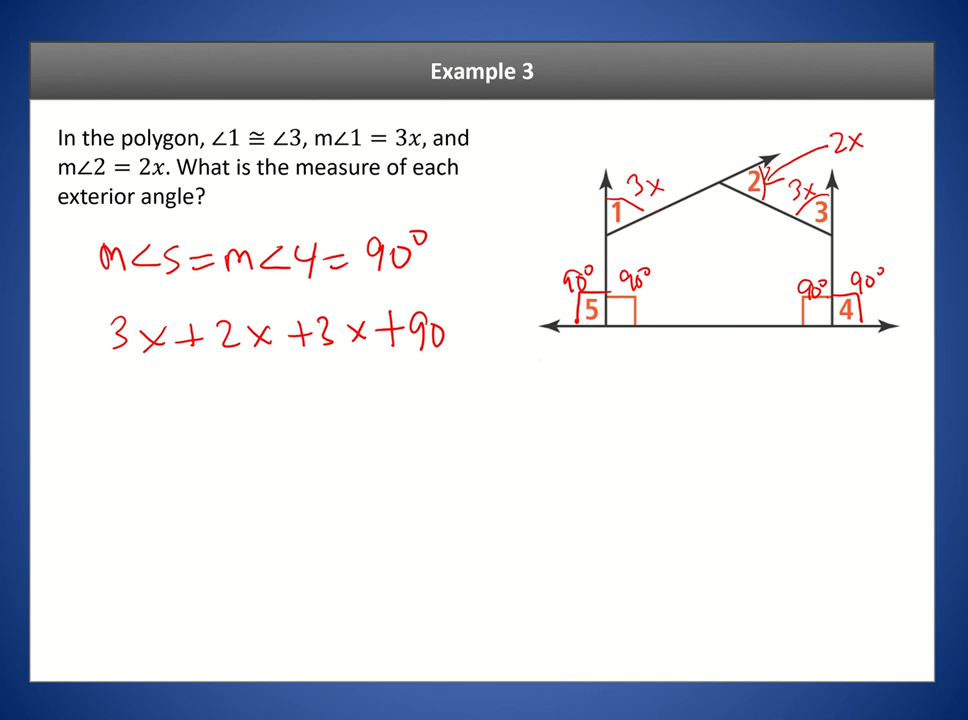 Example 3
In the polygon, ∠1 ≅ ∠3, m∠1 = 3x, and
m∠2 = 2x. What is the measure of each
exterior angle?
m<5 = m<4 = 90°
3x + 2x + 3x + 90
2x
3x
2
3x
1
3
90°
90°
90°
90°
5
4